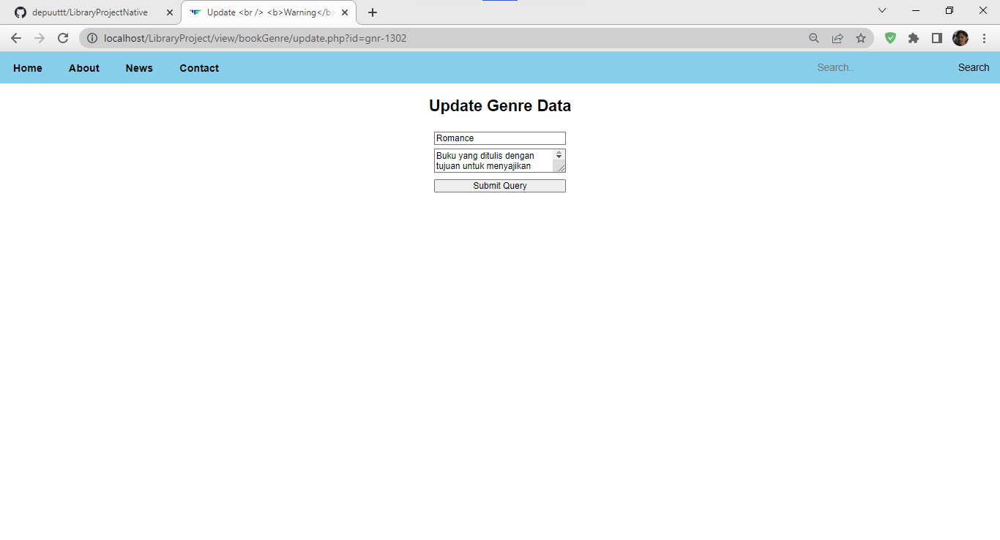 depuuttt/LibraryProjectNative
Update <br /> <b>Warning</b>
localhost/LibraryProject/view/bookGenre/update.php?id=gnr-1302
Home About News Contact Search.. Search
Update Genre Data
Romance
Buku yang ditulis dengan
tujuan untuk menyajikan
Submit Query